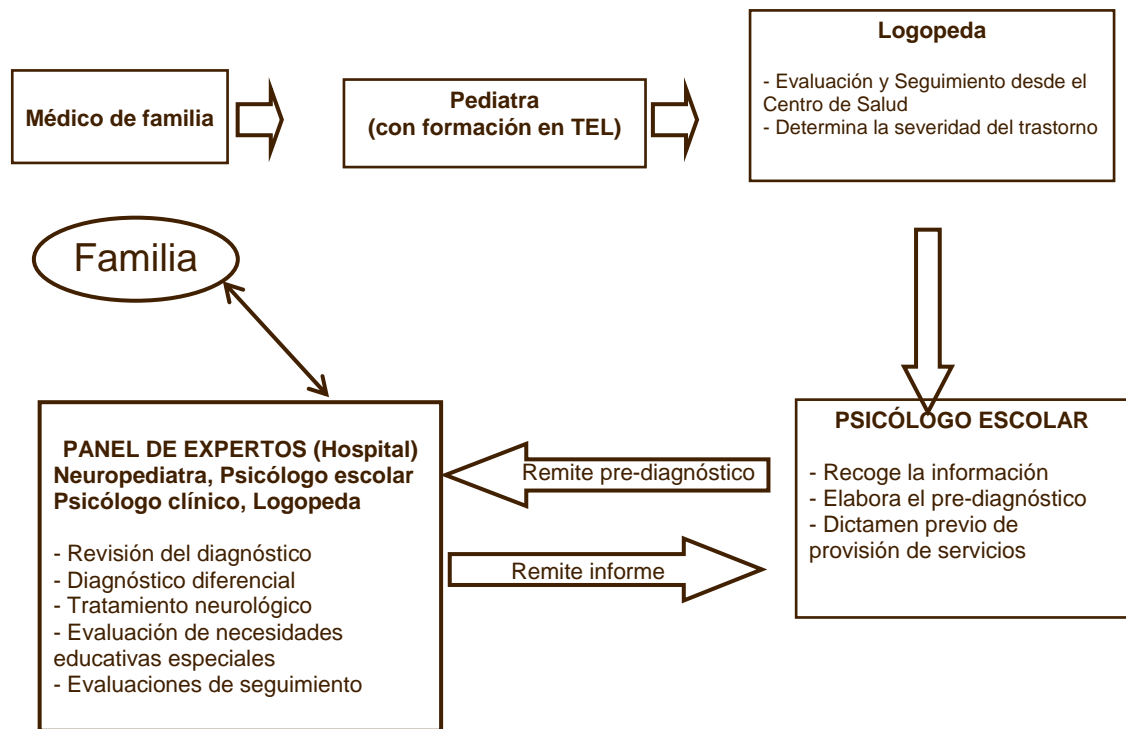 Médico de familia
Pediatra
(con formación en TEL)
Logopeda
- Evaluación y Seguimiento desde el
Centro de Salud
- Determina la severidad del trastorno
Familia
PANEL DE EXPERTOS (Hospital)
Neuropediatra, Psicólogo escolar
Psicólogo clínico, Logopeda
- Revisión del diagnóstico
- Diagnóstico diferencial
- Tratamiento neurológico
- Evaluación de necesidades
educativas especiales
- Evaluaciones de seguimiento
Remite pre-diagnóstico
Remite informe
PSICÓLOGO ESCOLAR
- Recoge la información
- Elabora el pre-diagnóstico
- Dictamen previo de
provisión de servicios